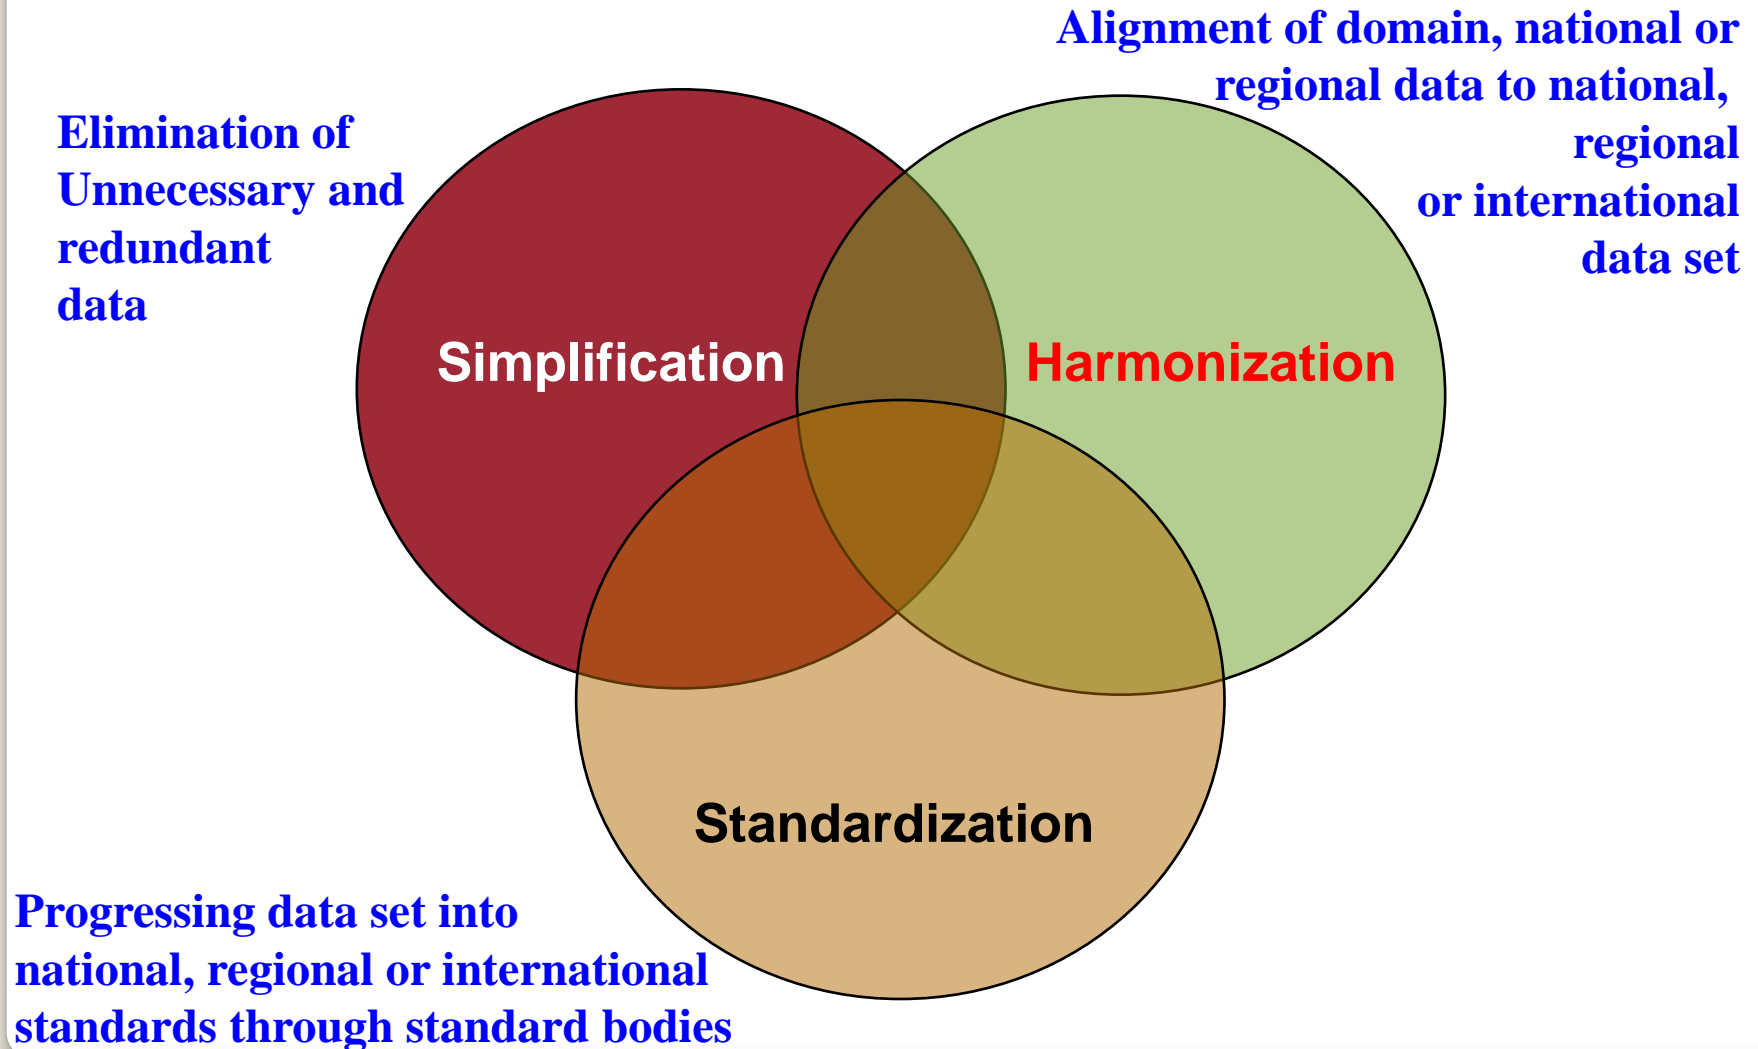 Alignment of domain, national or
regional data to national,
regional
or international
data set
Elimination of
Unnecessary and
redundant
data
Simplification
Harmonization
Standardization
Progressing data set into
national, regional or international
standards through standard bodies